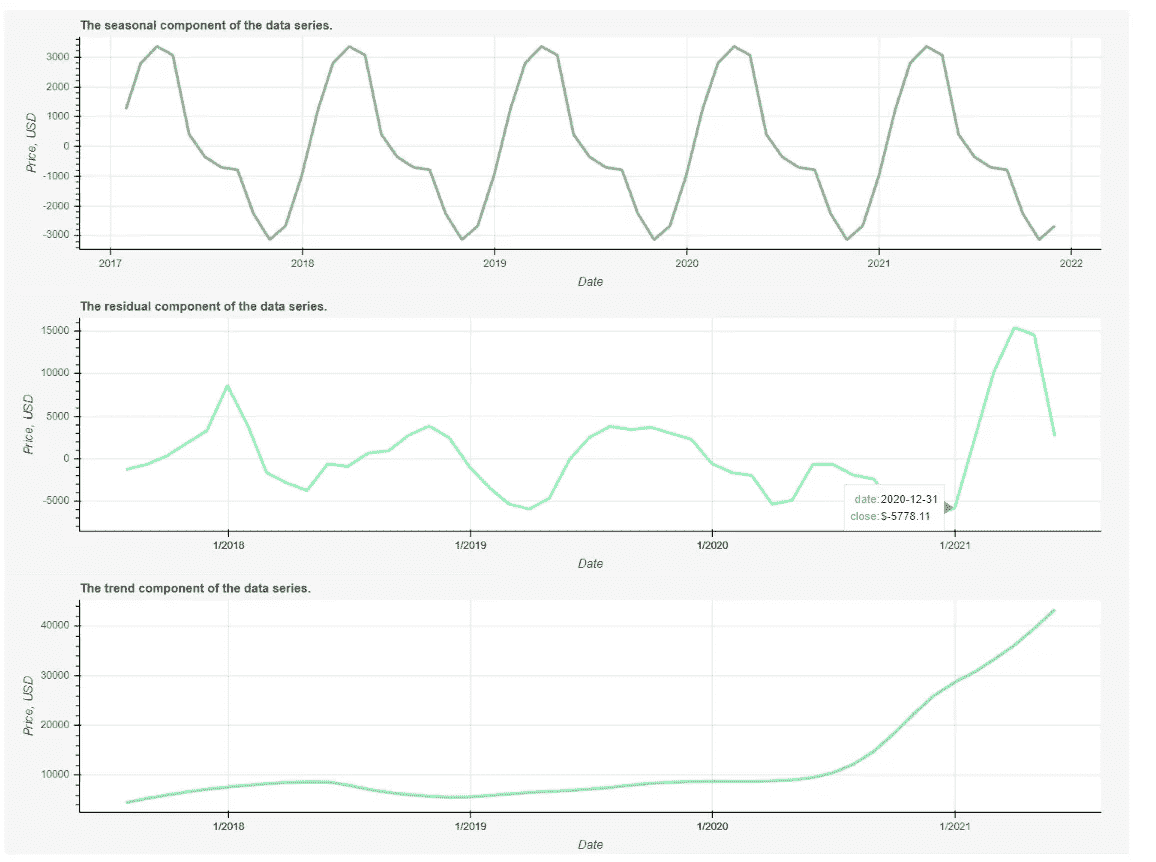 The seasonal component of the data series.
3000
2000
1000
0
-1000
-2000
-3000
Price, USD
2017 2018 2019 2020 2021 2022
Date
The residual component of the data series.
15000
10000
5000
0
-5000
Price, USD
date:2020-12-31
close:$-5778.11
1/2018 1/2019 1/2020 1/2021
Date
The trend component of the data series.
40000
30000
20000
10000
Price, USD
1/2018 1/2019 1/2020 1/2021
Date